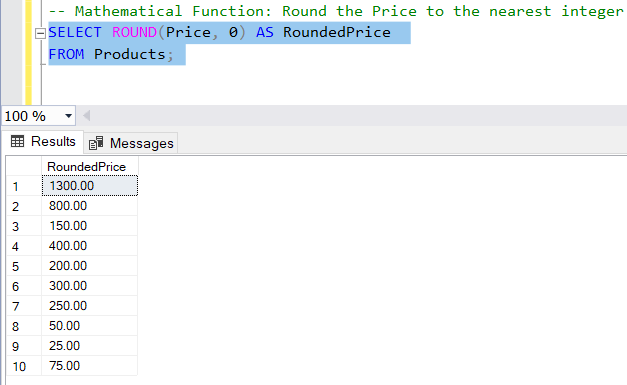 -- Mathematical Function: Round the Price to the nearest integer
SELECT ROUND(Price, 0) AS RoundedPrice
FROM Products;
100 %
Results Messages
RoundedPrice
1 1300.00
2 800.00
3 150.00
4 400.00
5 200.00
6 300.00
7 250.00
8 50.00
9 25.00
10 75.00